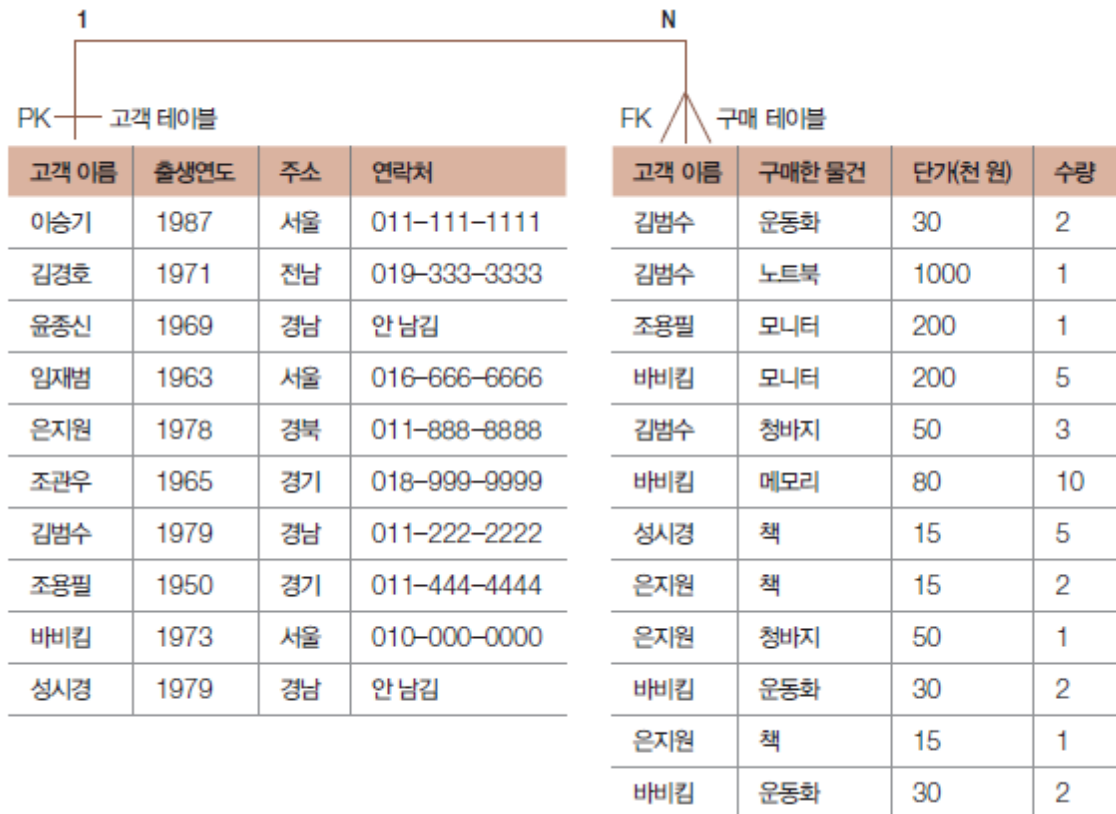 1 N
PK 고객 테이블 FK 구매 테이블
고객 이름 출생연도 주소 연락처 고객 이름 구매한 물건 단가(천 원) 수량
이승기 1987 서울 011-111-1111 김범수 운동화 30 2
김경호 1971 전남 019-333-3333 김범수 노트북 1000 1
윤종신 1969 경남 안 남김 조용필 모니터 200 1
임재범 1963 서울 016-666-6666 바비킴 모니터 200 5
은지원 1978 경북 011-888-8888 김범수 청바지 50 3
조관우 1965 경기 018-999-9999 바비킴 메모리 80 10
김범수 1979 경남 011-222-2222 성시경 책 15 5
조용필 1950 경기 011-444-4444 은지원 책 15 2
바비킴 1973 서울 010-000-0000 은지원 청바지 50 1
성시경 1979 경남 안 남김 바비킴 운동화 30 2
은지원 책 15 1
바비킴 운동화 30 2